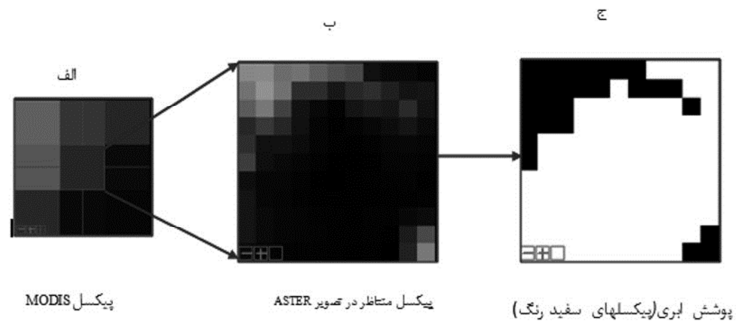 الف
ب
ج
پیکسل MODIS
پیکسل متناظر در تصویر ASTER
پوشش ابری(پیکسلهای سفید رنگ)